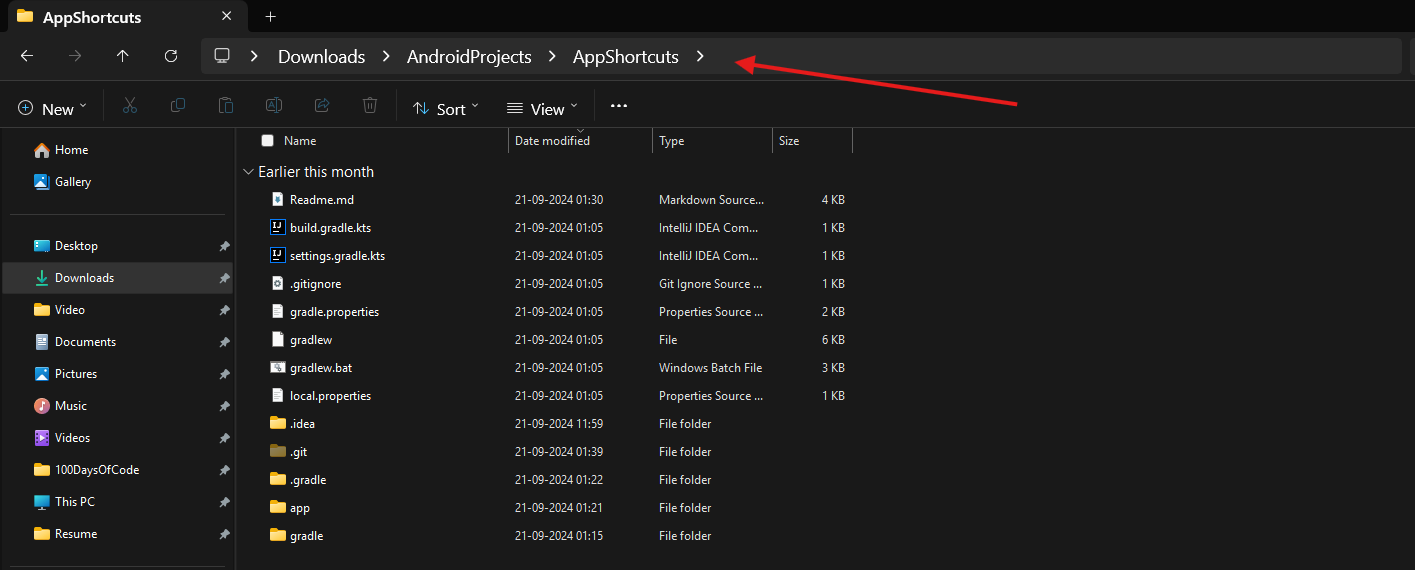 AppShortcuts
Downloads AndroidProjects AppShortcuts
New Sort View
Home
Gallery
Desktop
Downloads
Video
Documents
Pictures
Music
Videos
100DaysOfCode
This PC
Resume
Name Date modified Type Size
Earlier this month
Readme.md 21-09-2024 01:30 Markdown Source... 4 KB
build.gradle.kts 21-09-2024 01:05 IntelliJ IDEA Com... 1 KB
settings.gradle.kts 21-09-2024 01:05 IntelliJ IDEA Com... 1 KB
.gitignore 21-09-2024 01:05 Git Ignore Source ... 1 KB
gradle.properties 21-09-2024 01:05 Properties Source ... 2 KB
gradlew 21-09-2024 01:05 File 6 KB
gradlew.bat 21-09-2024 01:05 Windows Batch File 3 KB
local.properties 21-09-2024 01:05 Properties Source ... 1 KB
.idea 21-09-2024 11:59 File folder
.git 21-09-2024 01:39 File folder
.gradle 21-09-2024 01:22 File folder
app 21-09-2024 01:21 File folder
gradle 21-09-2024 01:15 File folder